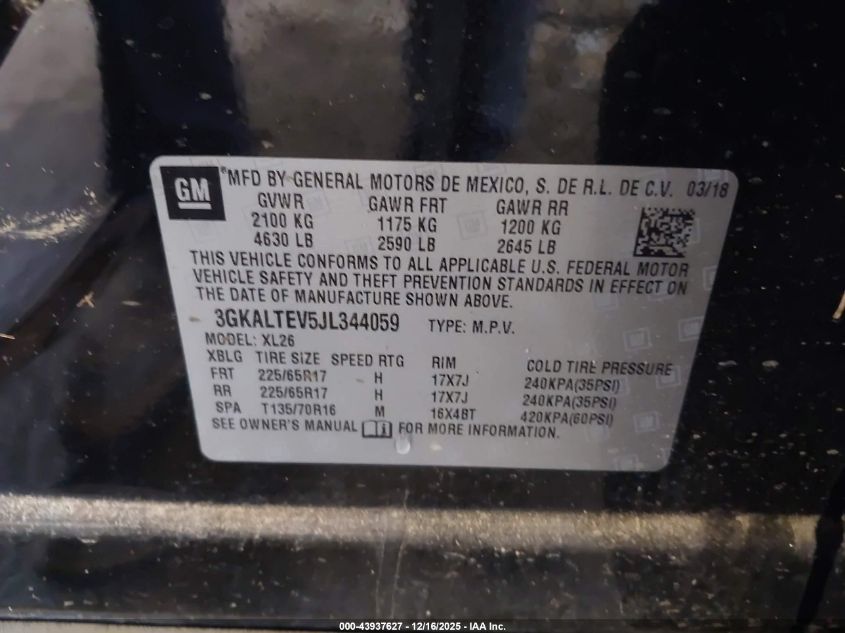 GM ® MFD BY GENERAL MOTORS DE MEXICO, S. DE R.L. DE C.V. 03/18
GVWR GAWR FRT GAWR RR
2100 KG 1175 KG 1200 KG
4630 LB 2590 LB 2645 LB
THIS VEHICLE CONFORMS TO ALL APPLICABLE U.S. FEDERAL MOTOR
VEHICLE SAFETY AND THEFT PREVENTION STANDARDS IN EFFECT ON
THE DATE OF MANUFACTURE SHOWN ABOVE.
3GKALTEV5JL344059 TYPE: M.P.V.
MODEL: XL26
XBLG TIRE SIZE SPEED RTG RIM COLD TIRE PRESSURE
FRT 225/65R17 H 17X7J 240KPA(35PSI)
RR 225/65R17 H 17X7J 240KPA(35PSI)
SPA T135/70R16 M 16X4BT 420KPA(60PSI)
SEE OWNER'S MANUAL FOR MORE INFORMATION.
000-43937627 - 12/16/2025 - IAA Inc.